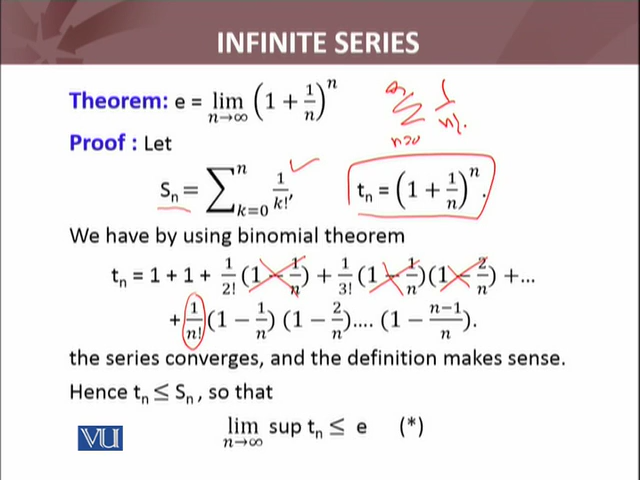 INFINITE SERIES
Theorem: e = lim n→∞ (1 + 1/n)^n
∞ ∑ n=0 1/n!
Proof : Let
Sₙ = ∑_{k=0}^{n} 1/k!, tₙ = (1 + 1/n)^n.
We have by using binomial theorem
tₙ = 1 + 1 + 1/2! (1 − 1/n) + 1/3! (1 − 1/n)(1 − 2/n) + ...
+ 1/n! (1 − 1/n) (1 − 2/n).... (1 − n−1/n).
the series converges, and the definition makes sense.
Hence tₙ ≤ Sₙ , so that
lim n→∞ sup tₙ ≤ e (*)
VU